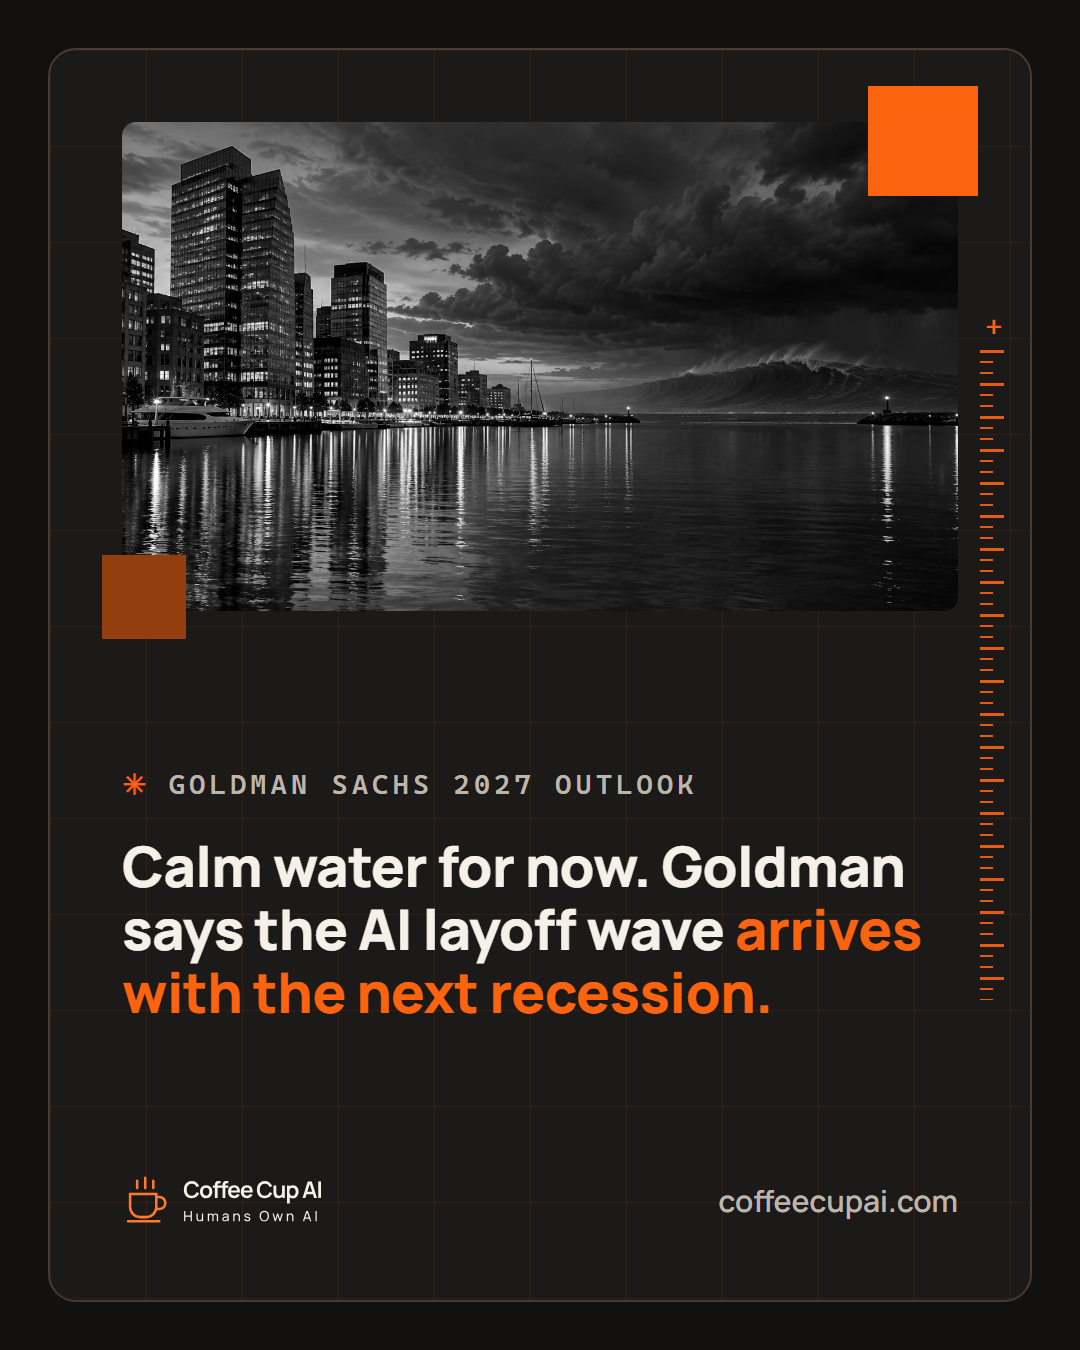 GOLDMAN SACHS 2027 OUTLOOK
Calm water for now. Goldman
says the AI layoff wave arrives
with the next recession.
Coffee Cup AI
Humans Own AI
coffeecupai.com